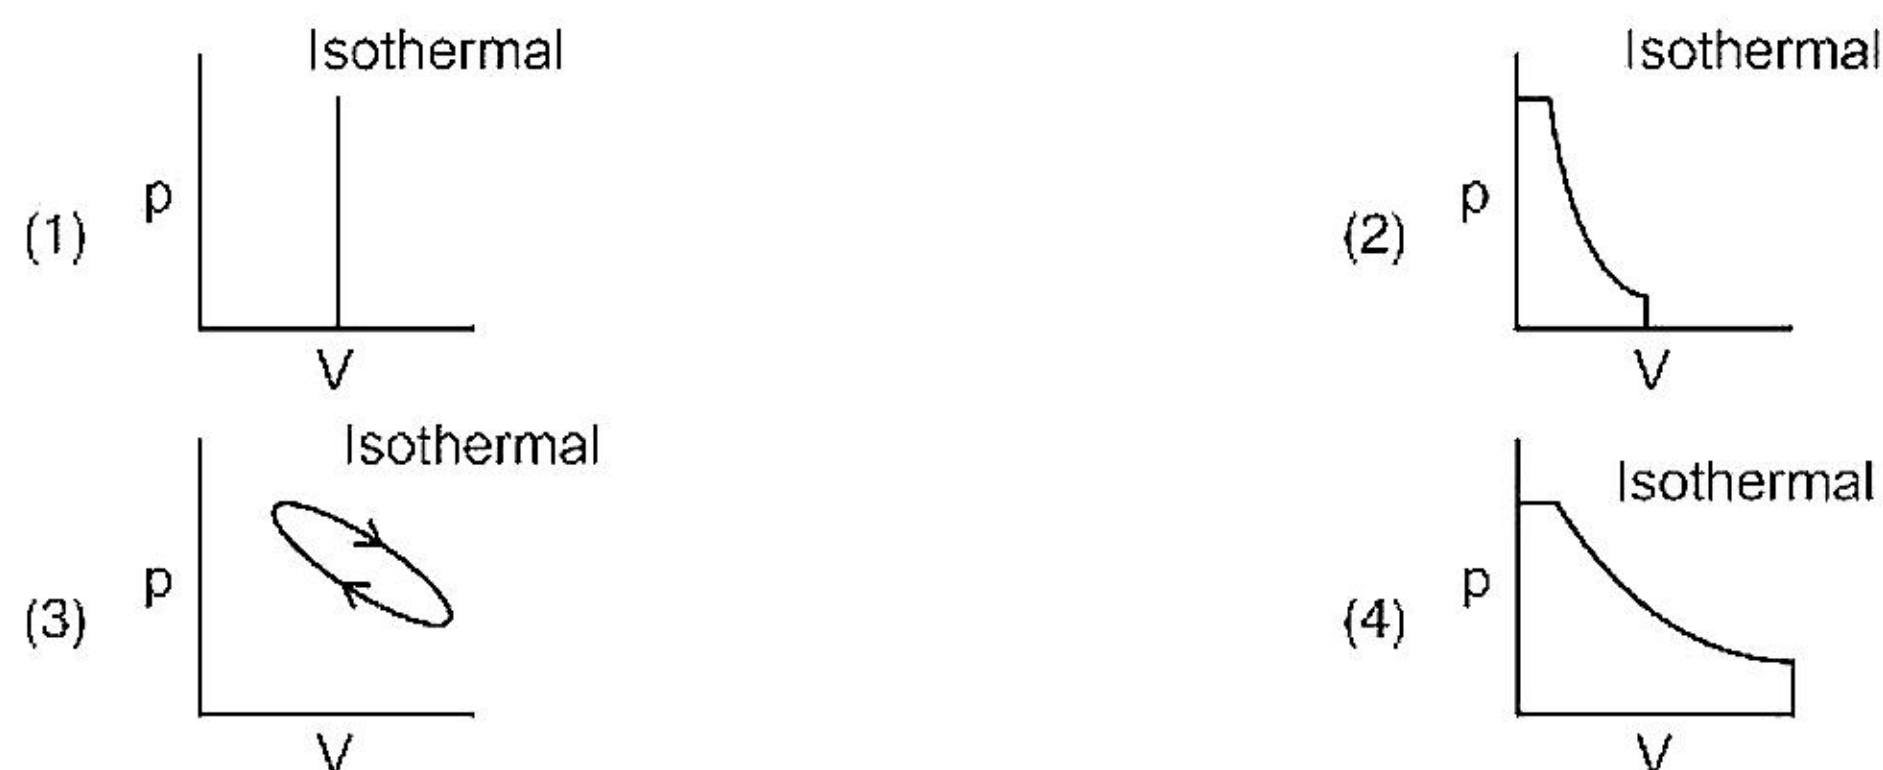 Isothermal
p
(1)
V
Isothermal
p
(2)
V
Isothermal
p
(3)
V
Isothermal
p
(4)
V